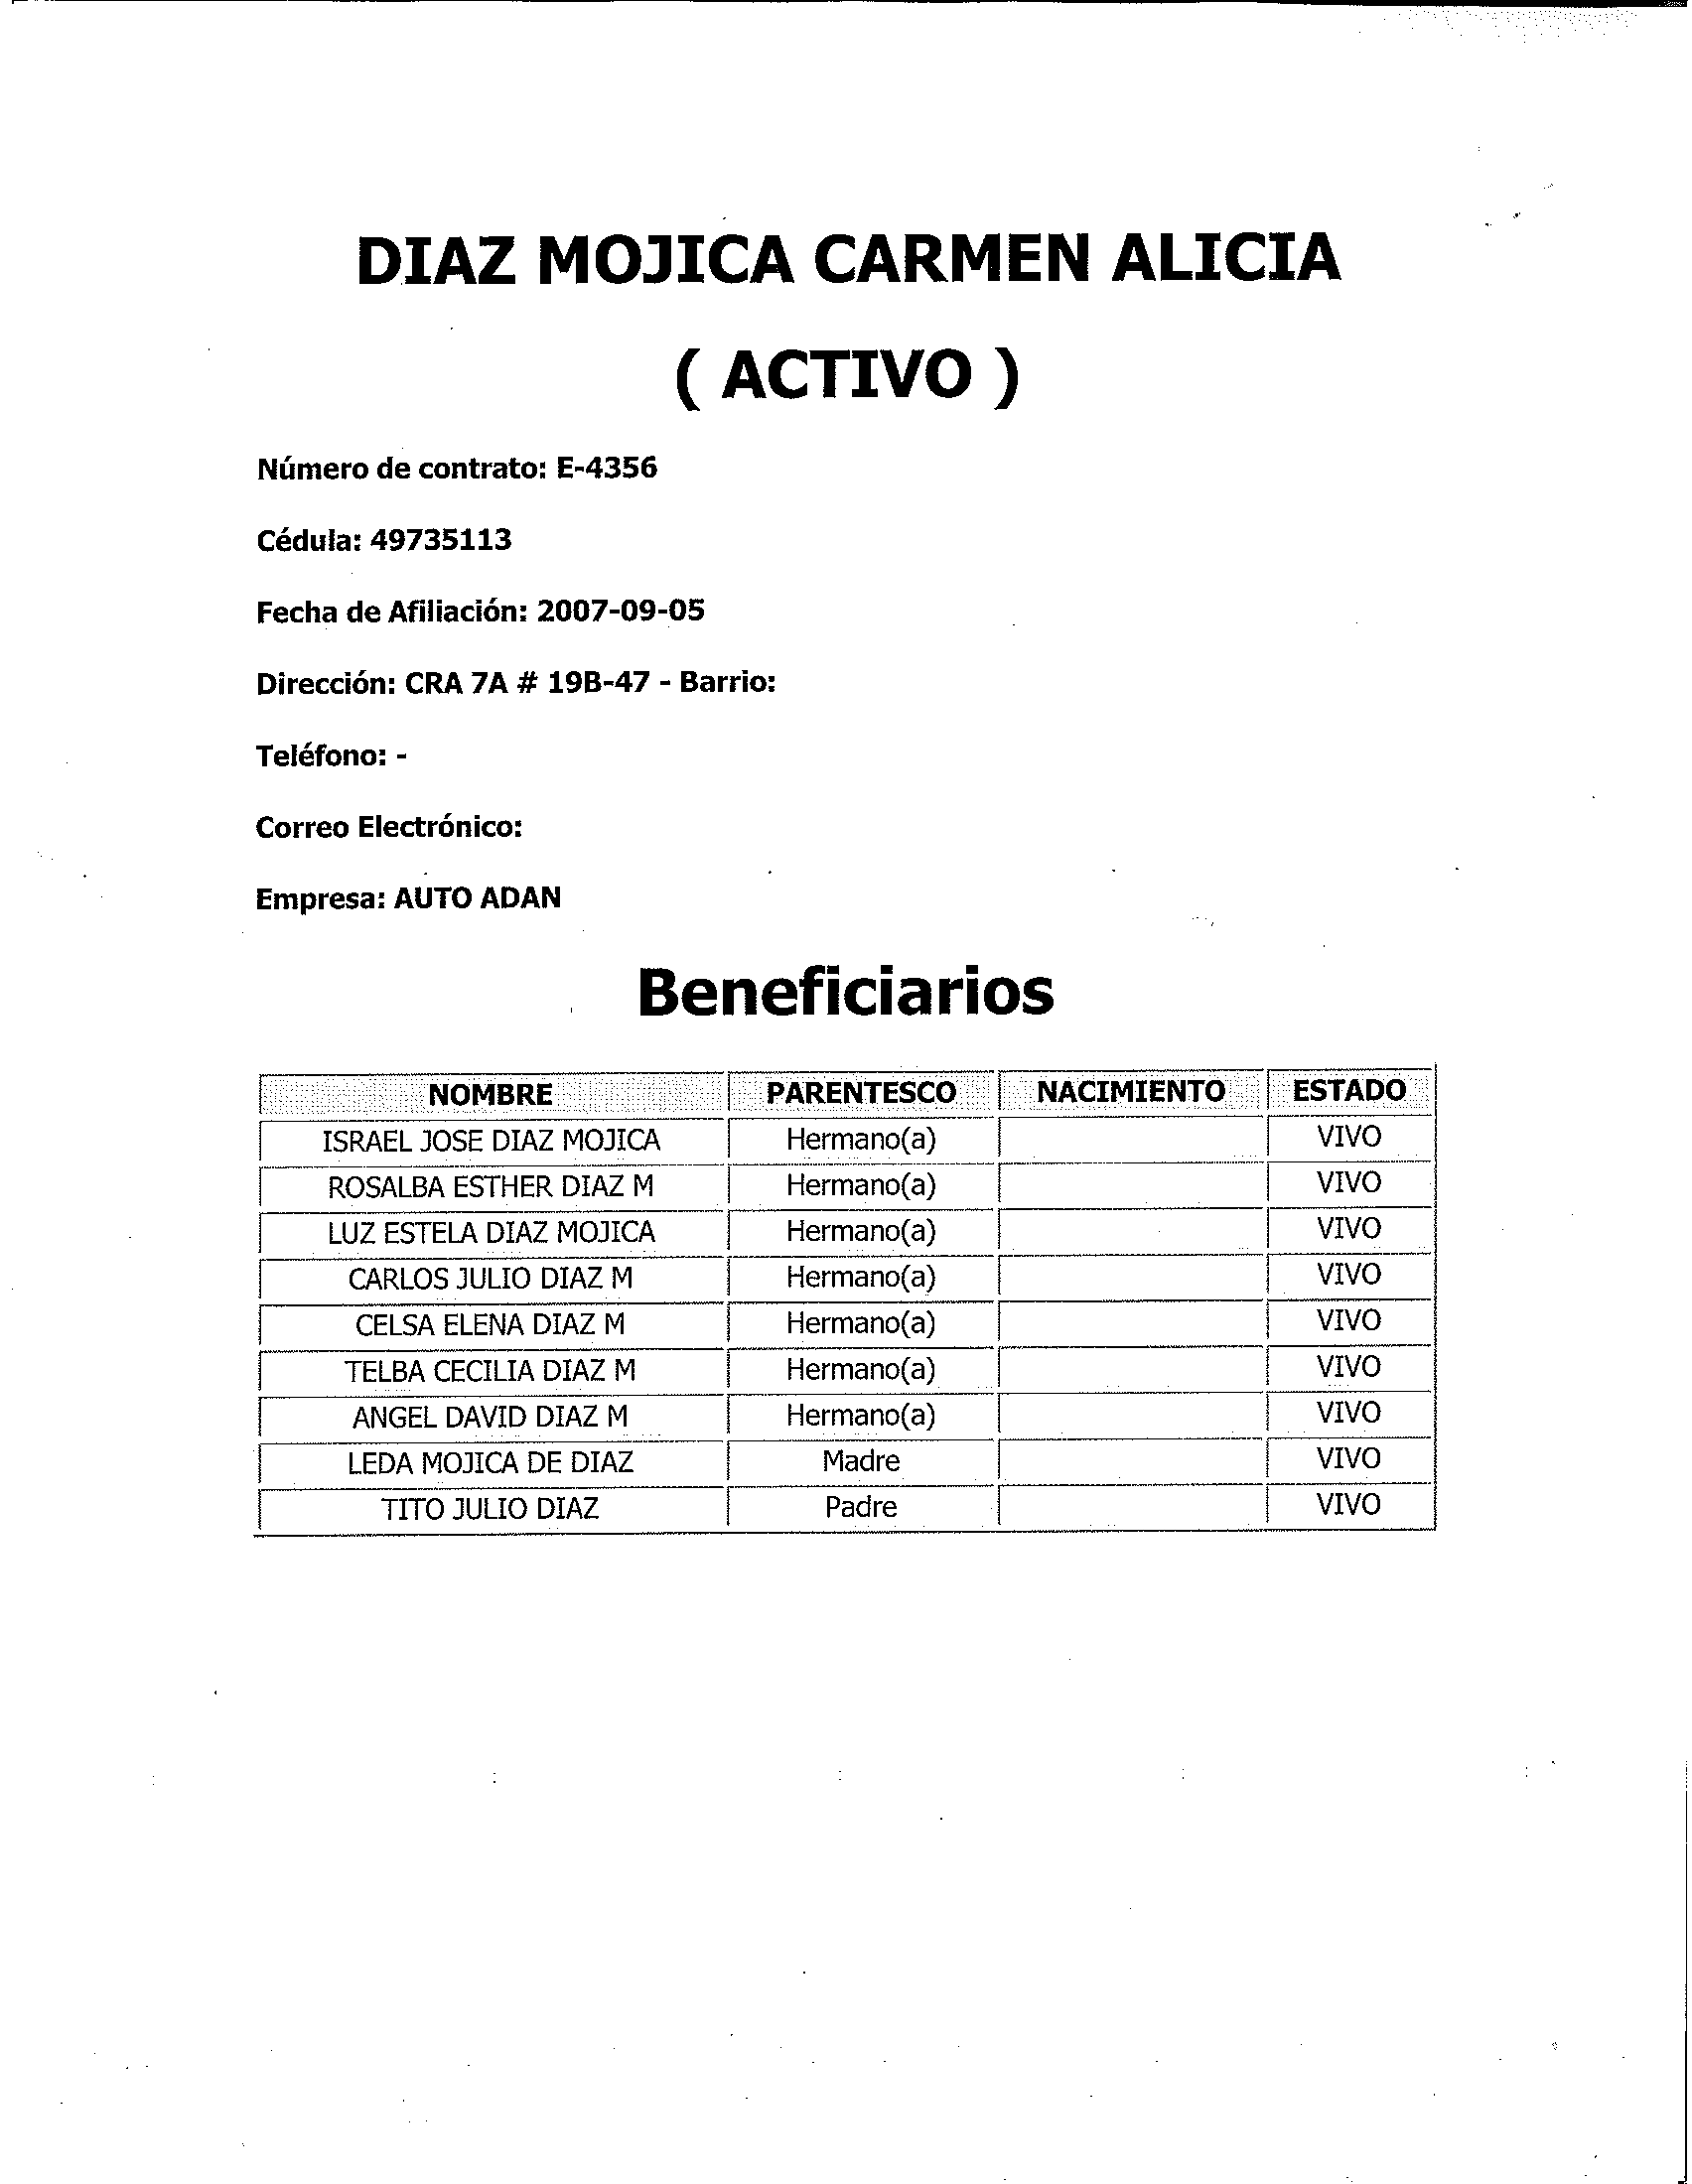 DIAZ MOJICA CARMEN ALICIA
( ACTIVO )
Número de contrato: E-4356
Cédula: 49735113
Fecha de Afiliación: 2007-09-05
Dirección: CRA 7A # 19B-47 - Barrio:
Teléfono: -
Correo Electrónico:
Empresa: AUTO ADAN
Beneficiarios
NOMBRE PARENTESCO NACIMIENTO ESTADO
ISRAEL JOSE DIAZ MOJICA Hermano(a) VIVO
ROSALBA ESTHER DIAZ M Hermano(a) VIVO
LUZ ESTELA DIAZ MOJICA Hermano(a) VIVO
CARLOS JULIO DIAZ M Hermano(a) VIVO
CELSA ELENA DIAZ M Hermano(a) VIVO
TELBA CECILIA DIAZ M Hermano(a) VIVO
ANGEL DAVID DIAZ M Hermano(a) VIVO
LEDA MOJICA DE DIAZ Madre VIVO
TITO JULIO DIAZ Padre VIVO